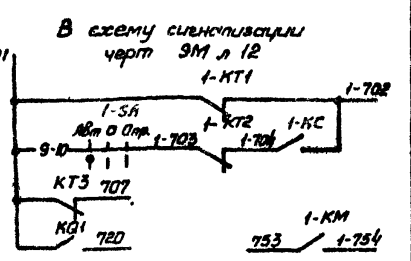 В схему сигнализации
черт ЭМ л 12
1-КТ1
1-702
1-SA
Авт О Опр.
1-КТ2
1-КС
9-10
1-703
1-704
КТ3
707
КQ1
720
1-КМ
753
1-754